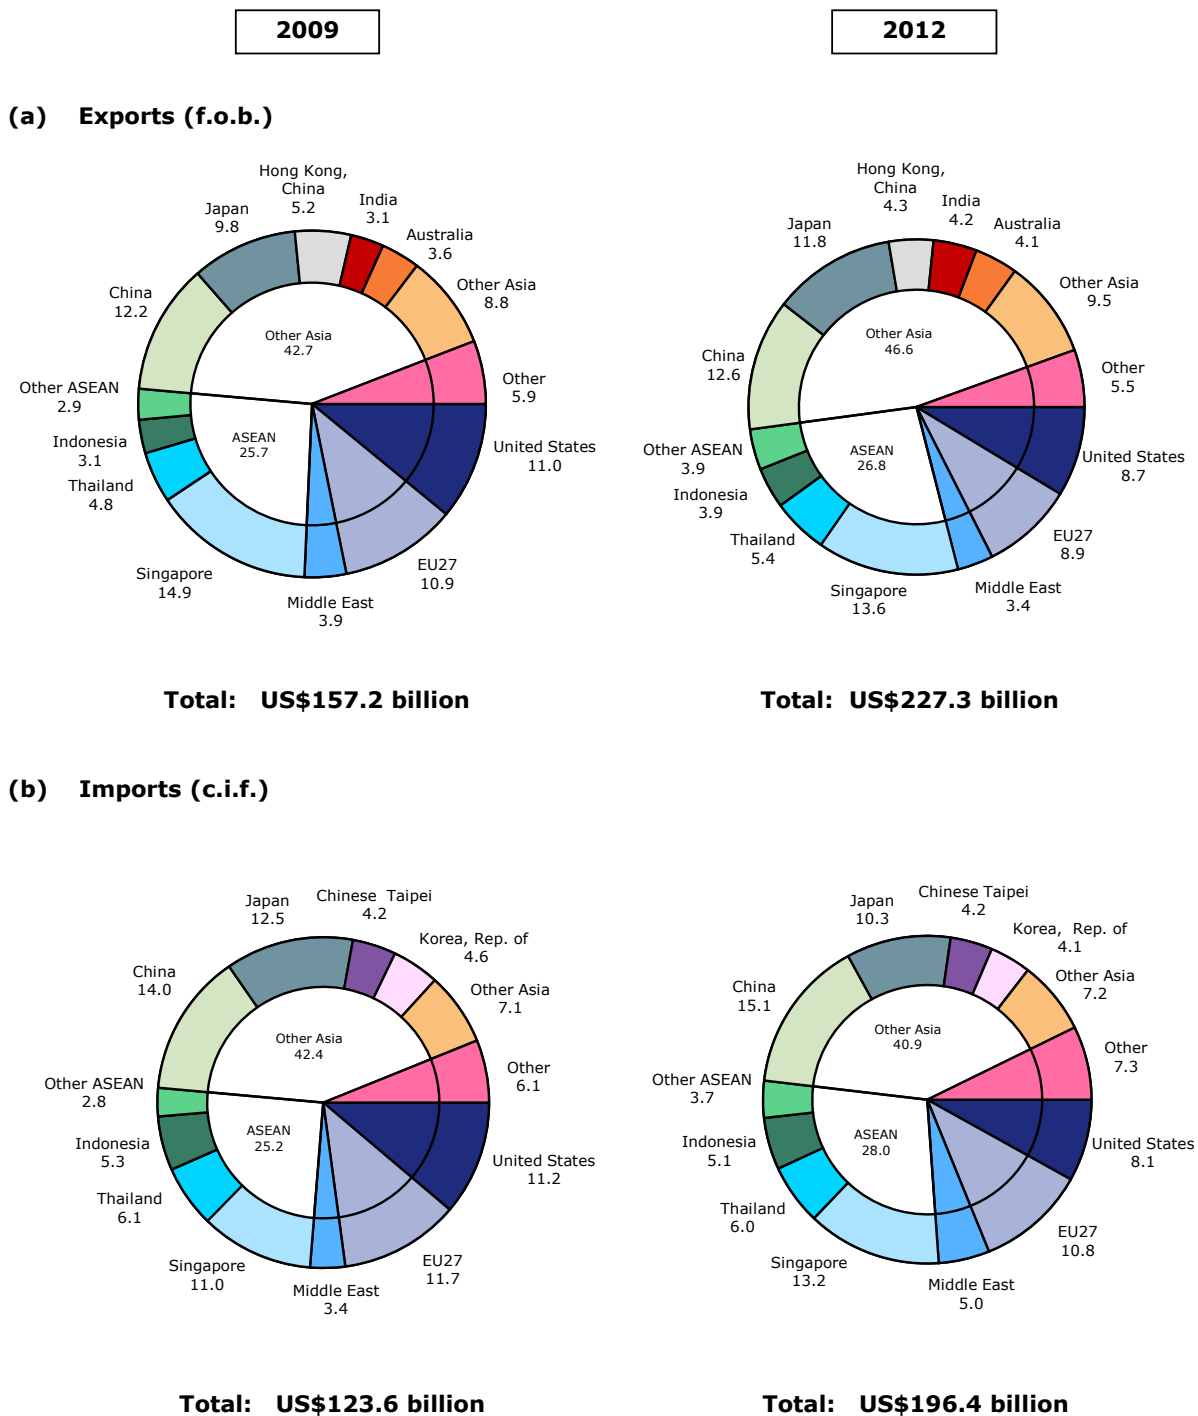 2009
2012
(a) Exports (f.o.b.)
Hong Kong,
China
5.2
India
3.1
Japan
9.8
Australia
3.6
China
12.2
Other Asia
8.8
Other Asia
42.7
Other ASEAN
2.9
Other
5.9
Indonesia
3.1
ASEAN
25.7
United States
11.0
Thailand
4.8
Singapore
14.9
EU27
10.9
Middle East
3.9
Total: US$157.2 billion
Hong Kong,
China
4.3
India
4.2
Japan
11.8
Australia
4.1
Other Asia
9.5
Other Asia
46.6
China
12.6
Other
5.5
Other ASEAN
3.9
ASEAN
26.8
United States
8.7
Indonesia
3.9
Thailand
5.4
EU27
8.9
Singapore
13.6
Middle East
3.4
Total: US$227.3 billion
(b) Imports (c.i.f.)
Japan
12.5
Chinese Taipei
4.2
Korea, Rep. of
4.6
China
14.0
Other Asia
7.1
Other Asia
42.4
Other ASEAN
2.8
Other
6.1
Indonesia
5.3
ASEAN
25.2
United States
11.2
Thailand
6.1
Singapore
11.0
EU27
11.7
Middle East
3.4
Total: US$123.6 billion
Japan
10.3
Chinese Taipei
4.2
Korea, Rep. of
4.1
China
15.1
Other Asia
7.2
Other Asia
40.9
Other
7.3
Other ASEAN
3.7
Indonesia
5.1
ASEAN
28.0
United States
8.1
Thailand
6.0
EU27
10.8
Singapore
13.2
Middle East
5.0
Total: US$196.4 billion